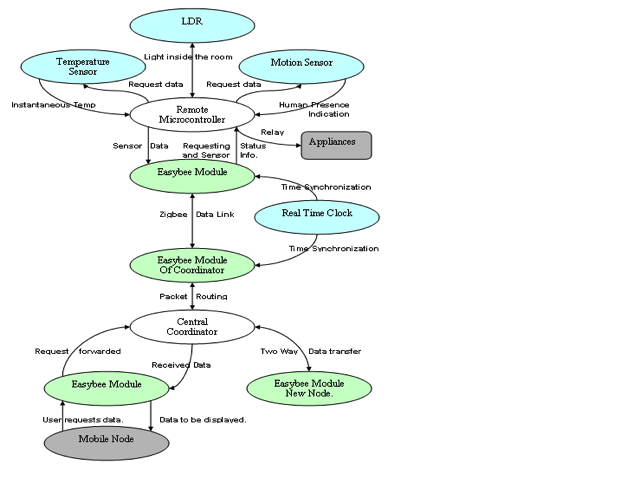 LDR
Light inside the room
Temperature
Sensor
Motion Sensor
Request data
Request data
Instantaneous Temp
Human Presence
Indication
Remote
Microcontroller
Relay
Appliances
Sensor Data
Requesting Status
and Sensor Info.
Easybee Module
Time Synchronization
Zigbee Data Link
Real Time Clock
Time Synchronization
Easybee Module
Of Coordinator
Packet Routing
Central
Coordinator
Request forwarded
Two Way Data transfer
Received Data
Easybee Module
Easybee Module
New Node.
User requests data.
Data to be displayed.
Mobile Node